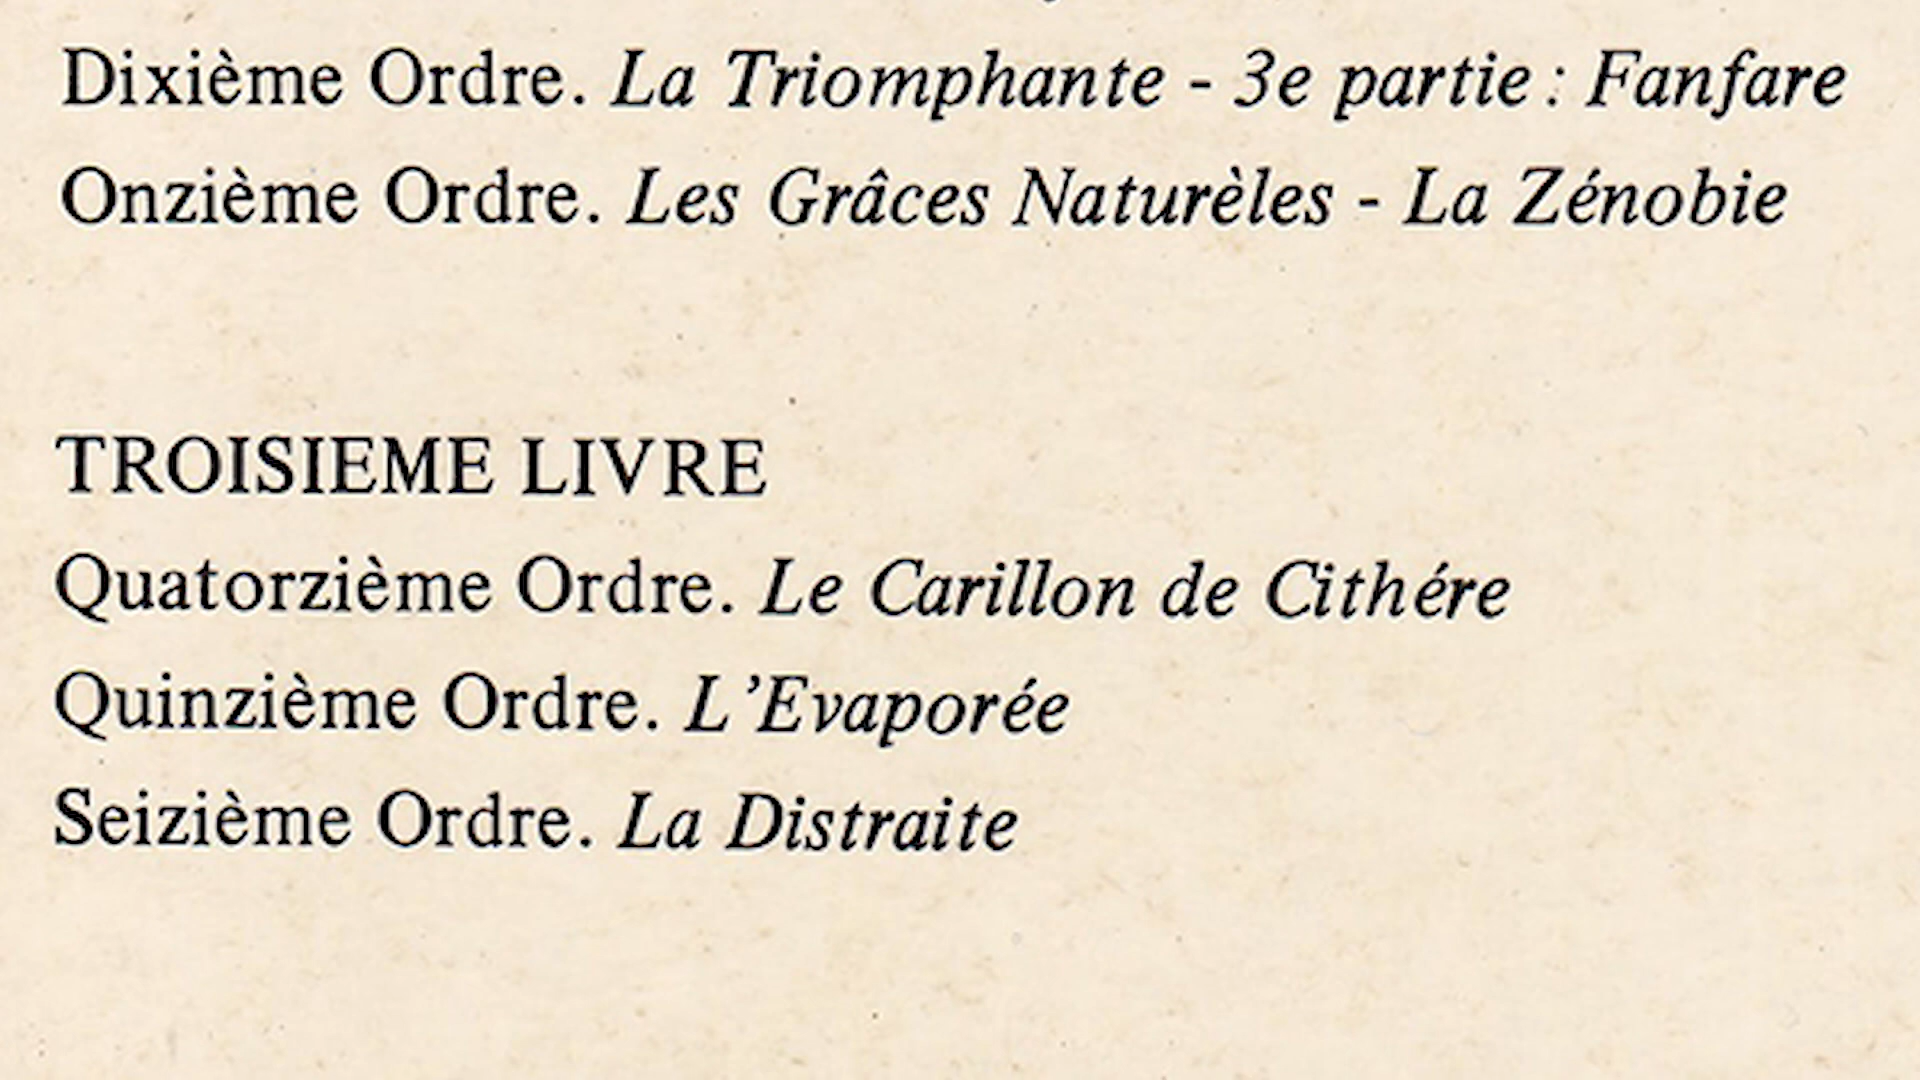 Dixième Ordre. La Triomphante - 3e partie : Fanfare
Onzième Ordre. Les Grâces Naturèles - La Zénobie
TROISIEME LIVRE
Quatorzième Ordre. Le Carillon de Cithére
Quinzième Ordre. L'Evaporée
Seizième Ordre. La Distraite